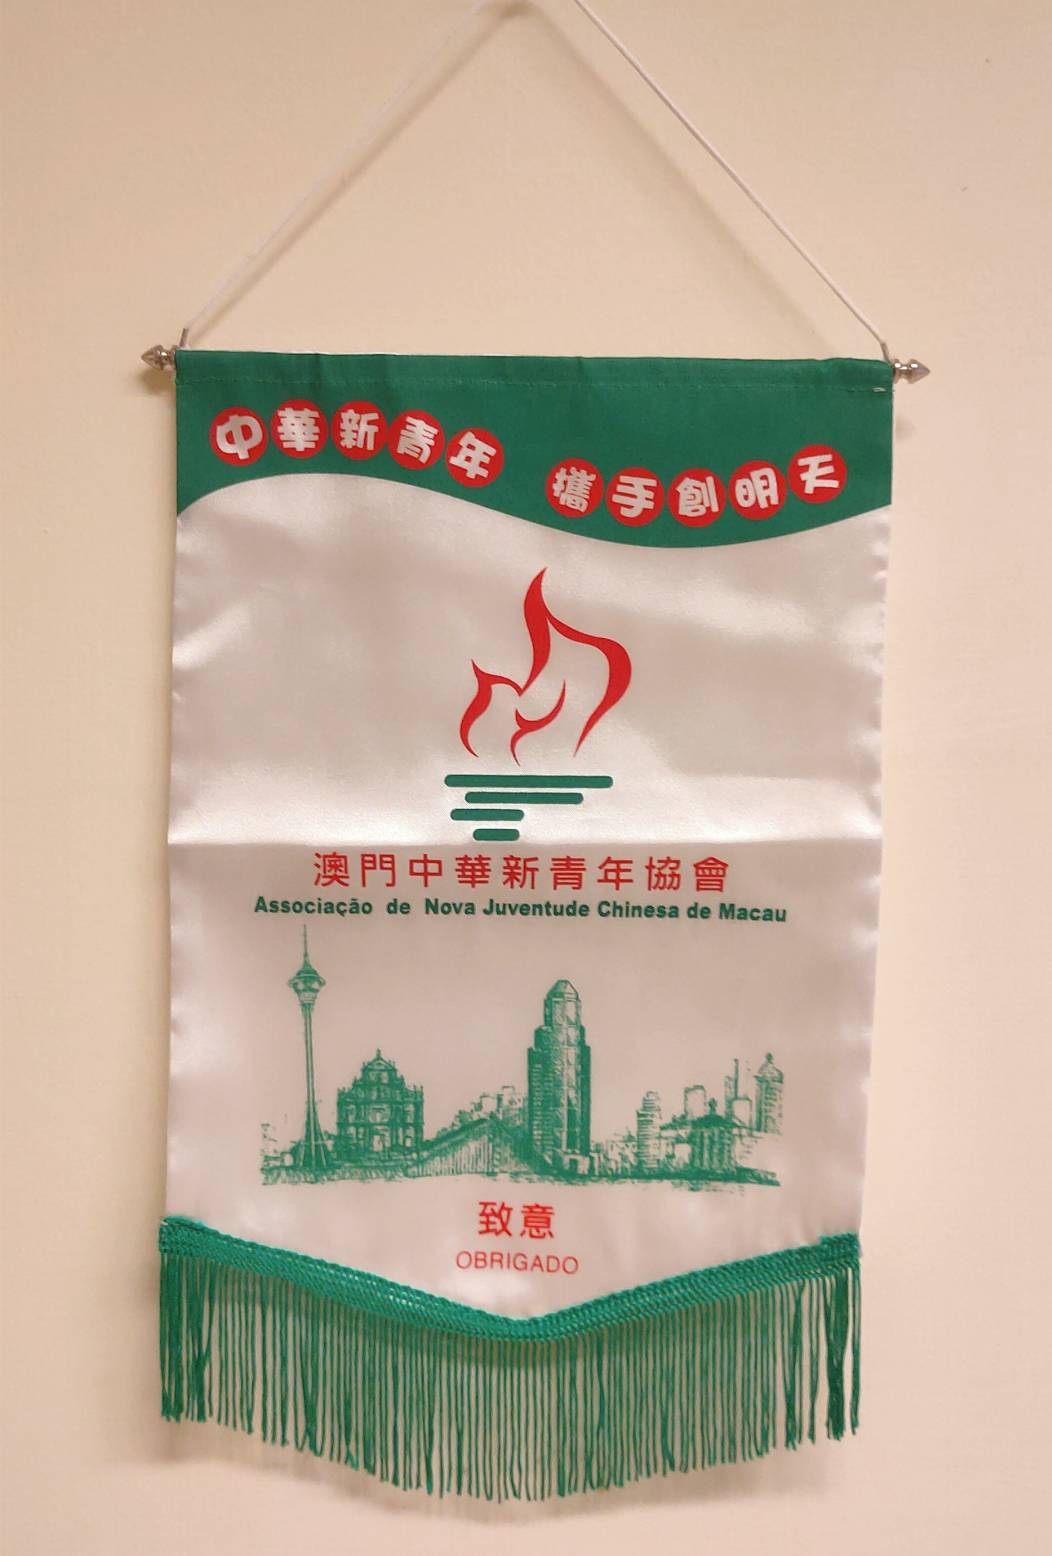 中華新青年 攜手創明天
澳門中華新青年協會
Associação de Nova Juventude Chinesa de Macau
致意
OBRIGADO